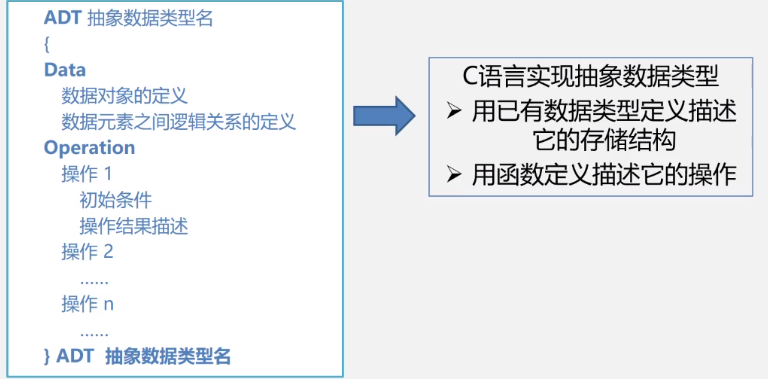 ADT 抽象数据类型名
{
Data
数据对象的定义
数据元素之间逻辑关系的定义
Operation
操作 1
初始条件
操作结果描述
操作 2
……
操作 n
……
} ADT 抽象数据类型名
C语言实现抽象数据类型
➢ 用已有数据类型定义描述
它的存储结构
➢ 用函数定义描述它的操作